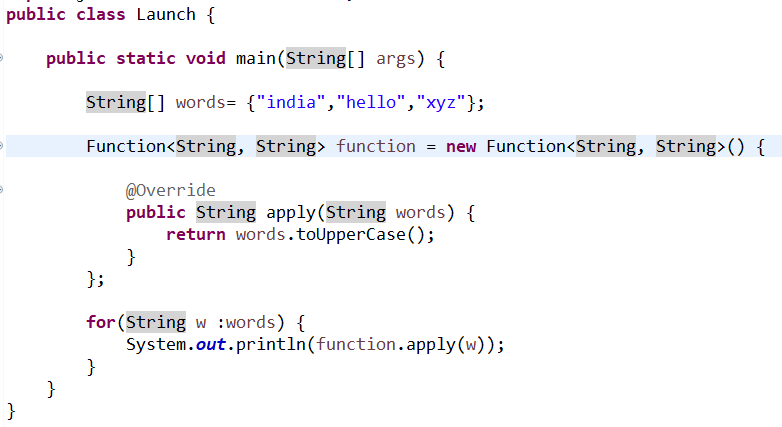 public class Launch {
public static void main(String[] args) {
String[] words= {"india","hello","xyz"};
Function<String, String> function = new Function<String, String>() {
@Override
public String apply(String words) {
return words.toUpperCase();
}
};
for(String w :words) {
System.out.println(function.apply(w));
}
}
}